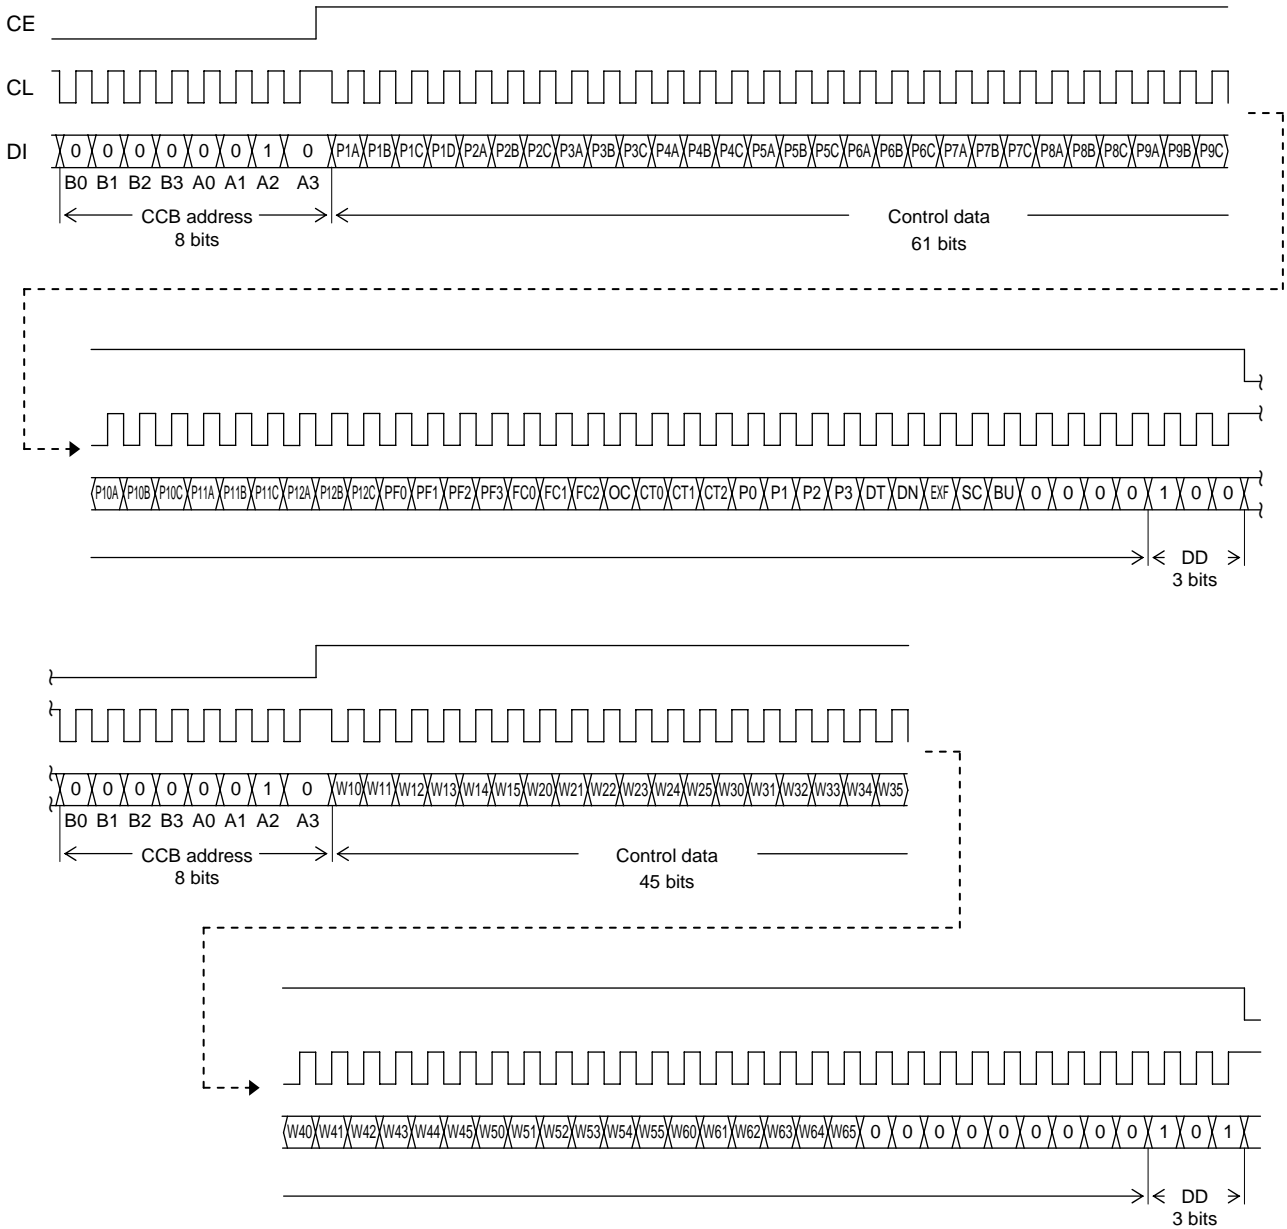 CE
CL
DI 0 0 0 0 0 0 1 0 P1A P1B P1C P1D P2A P2B P2C P3A P3B P3C P4A P4B P4C P5A P5B P5C P6A P6B P6C P7A P7B P7C P8A P8B P8C P9A P9B P9C
B0 B1 B2 B3 A0 A1 A2 A3
CCB address Control data
8 bits 61 bits
P10A P10B P10C P11A P11B P11C P12A P12B P12C PF0 PF1 PF2 PF3 FC0 FC1 FC2 OC CT0 CT1 CT2 P0 P1 P2 P3 DT DN EXF SC BU 0 0 0 0 1 0 0
DD
3 bits
0 0 0 0 0 0 1 0 W10 W11 W12 W13 W14 W15 W20 W21 W22 W23 W24 W25 W30 W31 W32 W33 W34 W35
B0 B1 B2 B3 A0 A1 A2 A3
CCB address Control data
8 bits 45 bits
W40 W41 W42 W43 W44 W45 W50 W51 W52 W53 W54 W55 W60 W61 W62 W63 W64 W65 0 0 0 0 0 0 0 0 0 1 0 1
DD
3 bits